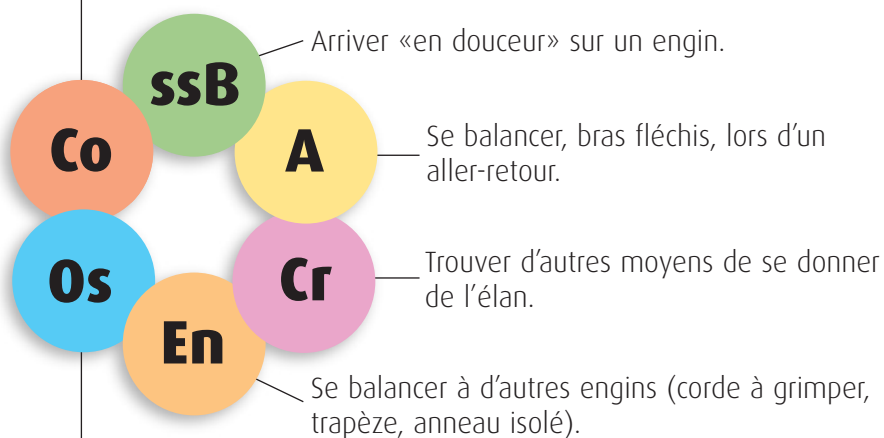 ssB
Arriver «en douceur» sur un engin.
Co
A
Se balancer, bras fléchis, lors d’un
aller-retour.
Os
Cr
Trouver d’autres moyens de se donner
de l’élan.
En
Se balancer à d’autres engins (corde à grimper,
trapèze, anneau isolé).